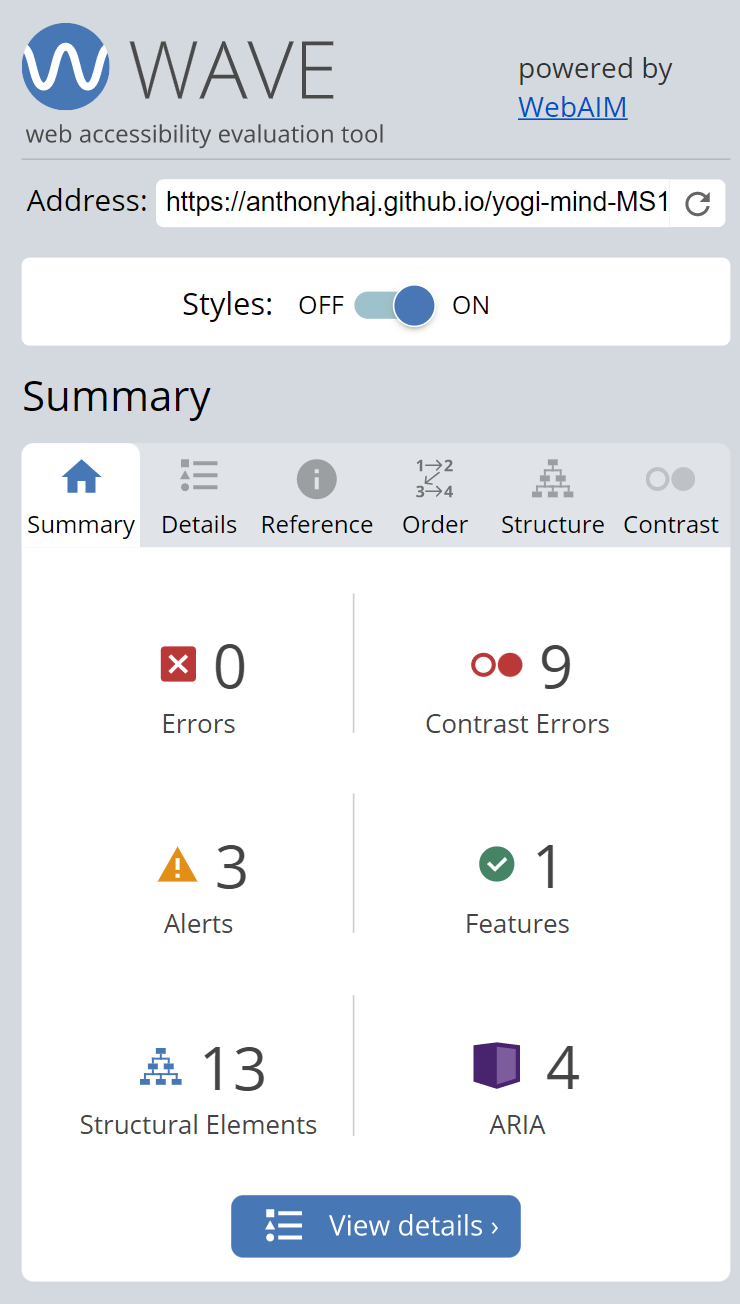 WAVE
web accessibility evaluation tool
powered by
WebAIM
Address: https://anthonyhaj.github.io/yogi-mind-MS1
Styles: OFF ON
Summary
Summary Details Reference Order Structure Contrast
1→2
3→4
0
Errors
9
Contrast Errors
3
Alerts
1
Features
13
Structural Elements
4
ARIA
View details ›